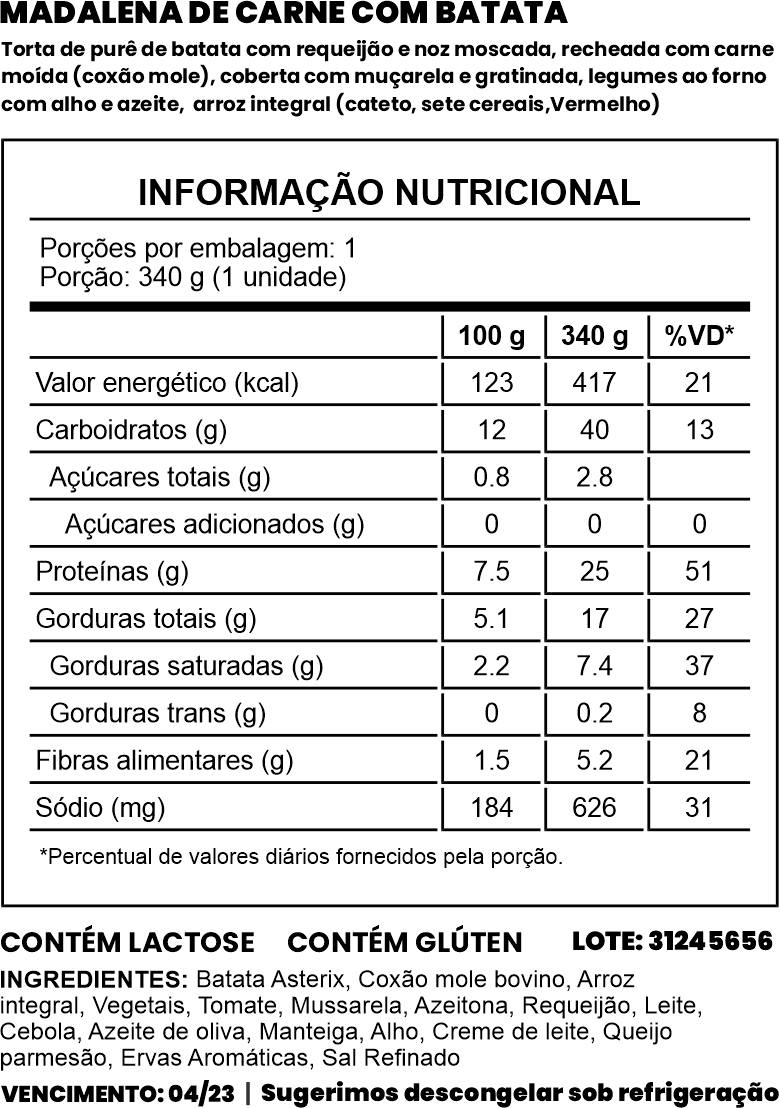 MADALENA DE CARNE COM BATATA
Torta de purê de batata com requeijão e noz moscada, recheada com carne
moída (coxão mole), coberta com muçarela e gratinada, legumes ao forno
com alho e azeite, arroz integral (cateto, sete cereais,Vermelho)
INFORMAÇÃO NUTRICIONAL
Porções por embalagem: 1
Porção: 340 g (1 unidade)
100 g 340 g %VD*
Valor energético (kcal) 123 417 21
Carboidratos (g) 12 40 13
Açúcares totais (g) 0.8 2.8
Açúcares adicionados (g) 0 0 0
Proteínas (g) 7.5 25 51
Gorduras totais (g) 5.1 17 27
Gorduras saturadas (g) 2.2 7.4 37
Gorduras trans (g) 0 0.2 8
Fibras alimentares (g) 1.5 5.2 21
Sódio (mg) 184 626 31
*Percentual de valores diários fornecidos pela porção.
CONTÉM LACTOSE CONTÉM GLÚTEN LOTE: 31245656
INGREDIENTES: Batata Asterix, Coxão mole bovino, Arroz
integral, Vegetais, Tomate, Mussarela, Azeitona, Requeijão, Leite,
Cebola, Azeite de oliva, Manteiga, Alho, Creme de leite, Queijo
parmesão, Ervas Aromáticas, Sal Refinado
VENCIMENTO: 04/23 | Sugerimos descongelar sob refrigeração